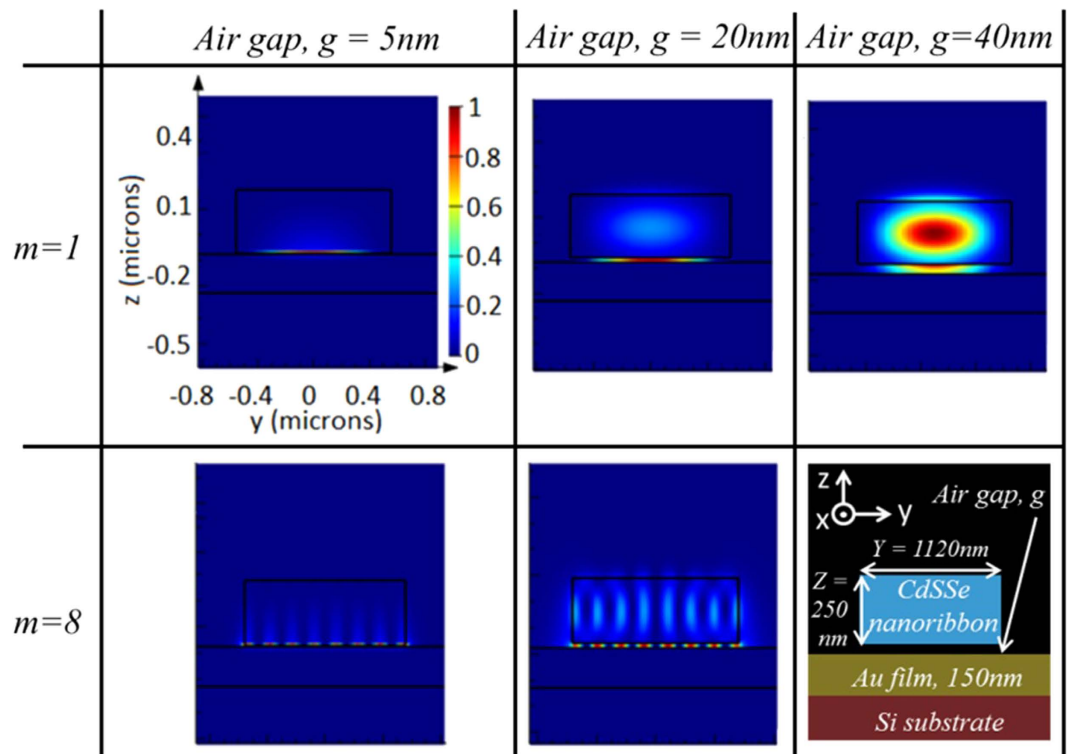 Air gap, g = 5nm
Air gap, g = 20nm
Air gap, g=40nm
m=1
z (microns)
0.4
0.1
-0.2
-0.5
-0.8 -0.4 0 0.4 0.8
y (microns)
1
0.8
0.6
0.4
0.2
0
m=8
z
x
y
Air gap, g
Y = 1120nm
Z =
250
nm
CdSSe
nanoribbon
Au film, 150nm
Si substrate